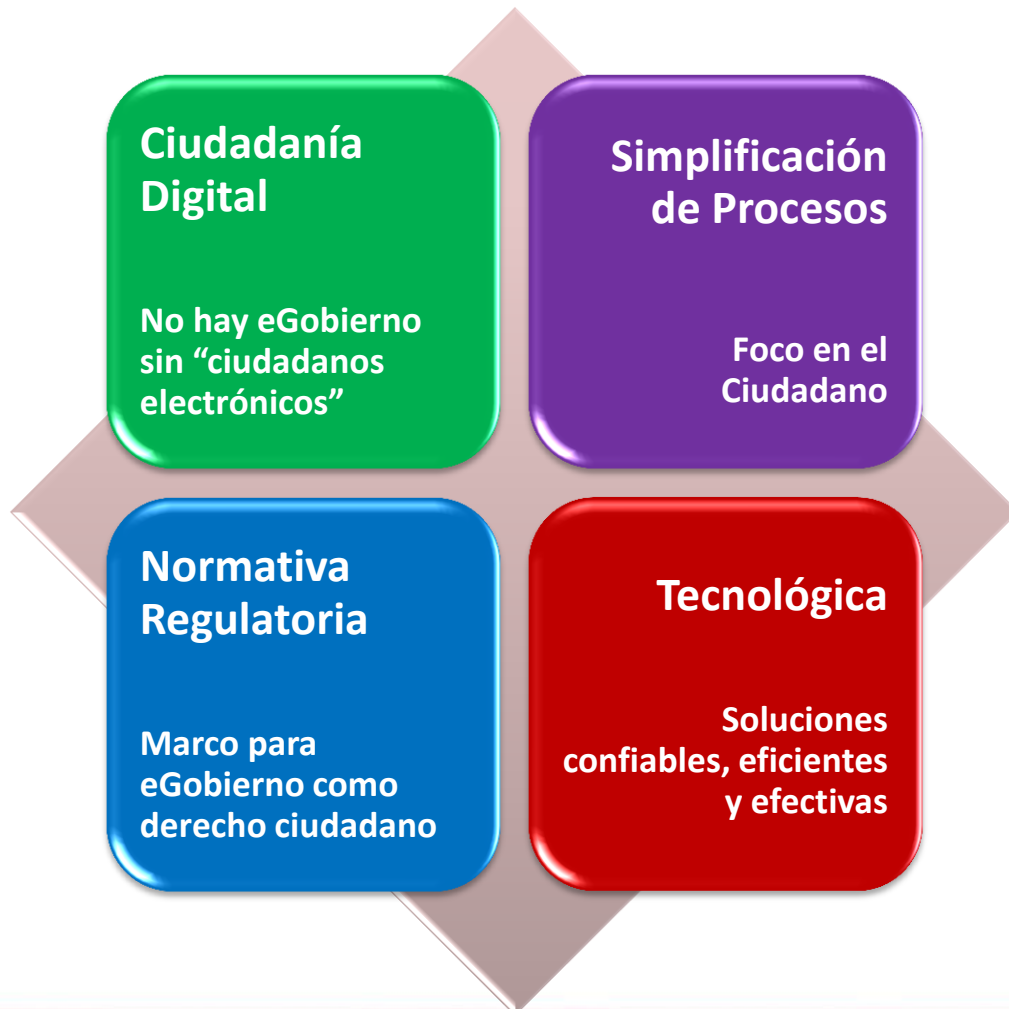 Ciudadanía
Digital
No hay eGobierno
sin “ciudadanos
electrónicos”
Simplificación
de Procesos
Foco en el
Ciudadano
Normativa
Regulatoria
Marco para
eGobierno como
derecho ciudadano
Tecnológica
Soluciones
confiables, eficientes
y efectivas